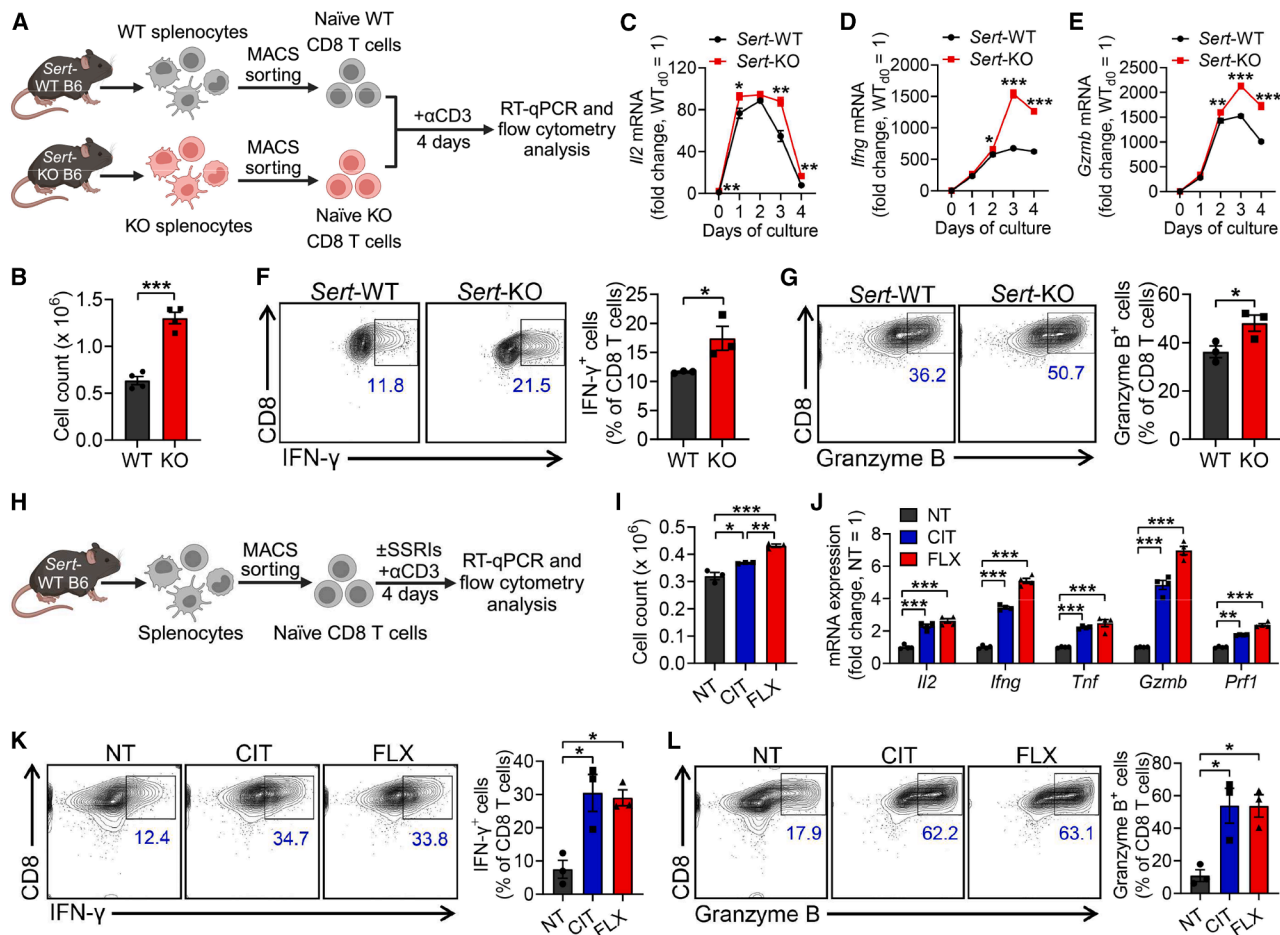 A
Sert-
WT B6
WT splenocytes
MACS
sorting
Naïve WT
CD8 T cells
Sert-
KO B6
KO splenocytes
MACS
sorting
Naïve KO
CD8 T cells
+αCD3
4 days
RT-qPCR and
flow cytometry
analysis
C
Sert-WT
Sert-KO
Il2 mRNA
(fold change, WTd0 = 1)
120
80
40
0
*
**
**
**
0 1 2 3 4
Days of culture
D
Sert-WT
Sert-KO
Ifng mRNA
(fold change, WTd0 = 1)
2000
1500
1000
500
0
*
***
***
0 1 2 3 4
Days of culture
E
Sert-WT
Sert-KO
Gzmb mRNA
(fold change, WTd0 = 1)
2500
2000
1500
1000
500
0
**
***
***
0 1 2 3 4
Days of culture
B
Cell count (x 10⁶)
1.5
1.0
0.5
0.0
***
WT KO
F
Sert-WT
Sert-KO
CD8
11.8
21.5
IFN-γ
IFN-γ⁺ cells
(% of CD8 T cells)
25
20
15
10
5
0
*
WT KO
G
Sert-WT
Sert-KO
CD8
36.2
50.7
Granzyme B
Granzyme B⁺ cells
(% of CD8 T cells)
60
40
20
0
*
WT KO
H
Sert-
WT B6
Splenocytes
MACS
sorting
Naïve CD8 T cells
±SSRIs
+αCD3
4 days
RT-qPCR and
flow cytometry
analysis
I
Cell count (x 10⁶)
0.5
0.4
0.3
0.2
0.1
0.0
***
* **
NT CIT FLX
J
NT
CIT
FLX
mRNA expression
(fold change, NT = 1)
8
6
4
2
0
***
***
***
***
***
***
***
***
***
**
Il2 Ifng Tnf Gzmb Prf1
K
NT CIT FLX
CD8
12.4
34.7
33.8
IFN-γ
IFN-γ⁺ cells
(% of CD8 T cells)
40
30
20
10
0
*
*
NT CIT FLX
L
NT CIT FLX
CD8
17.9
62.2
63.1
Granzyme B
Granzyme B⁺ cells
(% of CD8 T cells)
80
60
40
20
0
*
*
NT CIT FLX